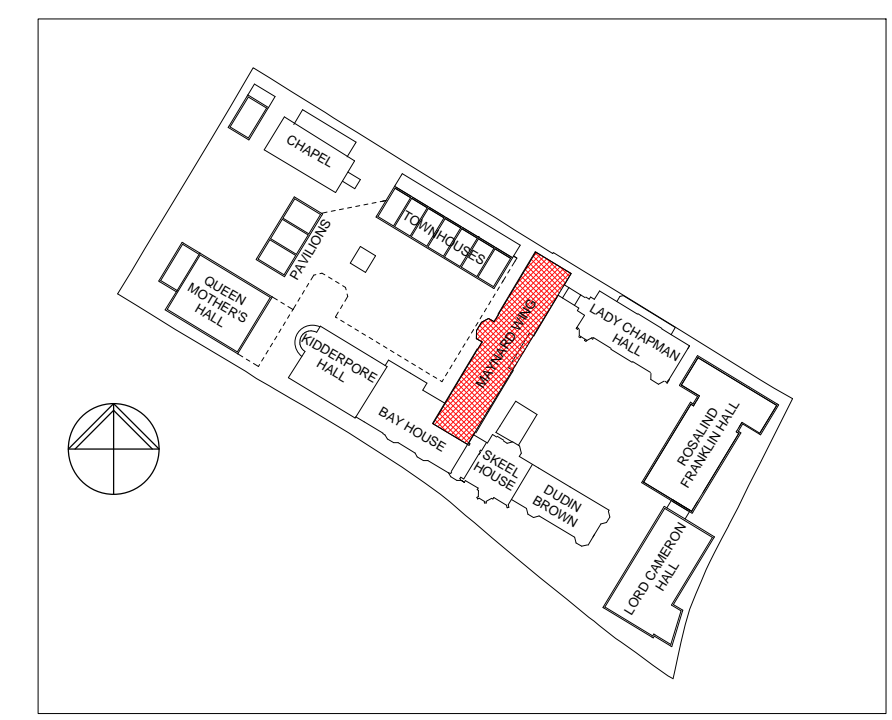 CHAPEL
TOWNHOUSES
PAVILIONS
QUEEN
MOTHER'S
HALL
KIDDERPORE
HALL
BAY HOUSE
MAYNARD WING
LADY CHAPMAN
HALL
SKEEL
HOUSE
DUDIN
BROWN
ROSALIND
FRANKLIN HALL
LORD CAMERON
HALL